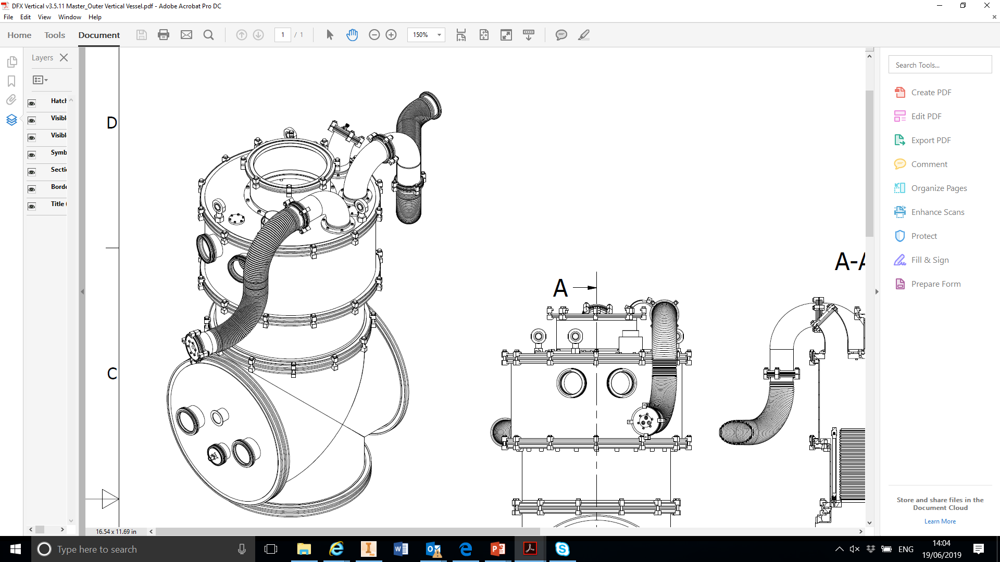 DFX Vertical v3.5.11 Master_Outer Vertical Vessel.pdf - Adobe Acrobat Pro DC
File Edit View Window Help
Home Tools Document 1 / 1 150%
Layers
Hatch
Visibl
Visibl
Symb
Secti
Borde
Title (
D
C
A
A-A
16.54 x 11.69 in
Search Tools...
Create PDF
Edit PDF
Export PDF
Comment
Organize Pages
Enhance Scans
Protect
Fill & Sign
Prepare Form
Store and share files in the
Document Cloud
Learn More
Type here to search
ENG
14:04
19/06/2019